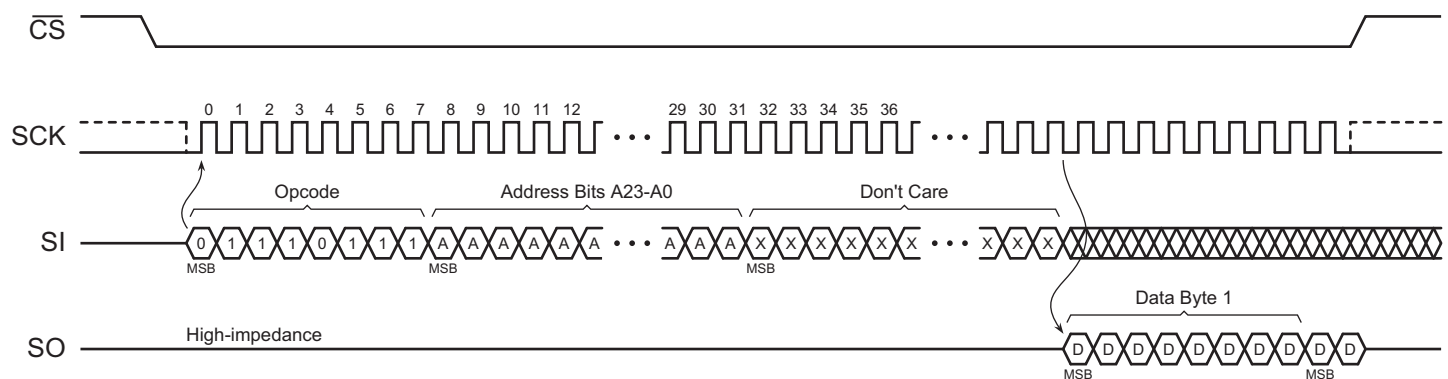 CS
0 1 2 3 4 5 6 7 8 9 10 11 12 29 30 31 32 33 34 35 36
SCK
Opcode Address Bits A23-A0 Don't Care
SI 0 1 1 1 0 1 1 1 A A A A A A A A A X X X X X X X X X
MSB MSB MSB
Data Byte 1
High-impedance
SO D D D D D D D D D D
MSB MSB